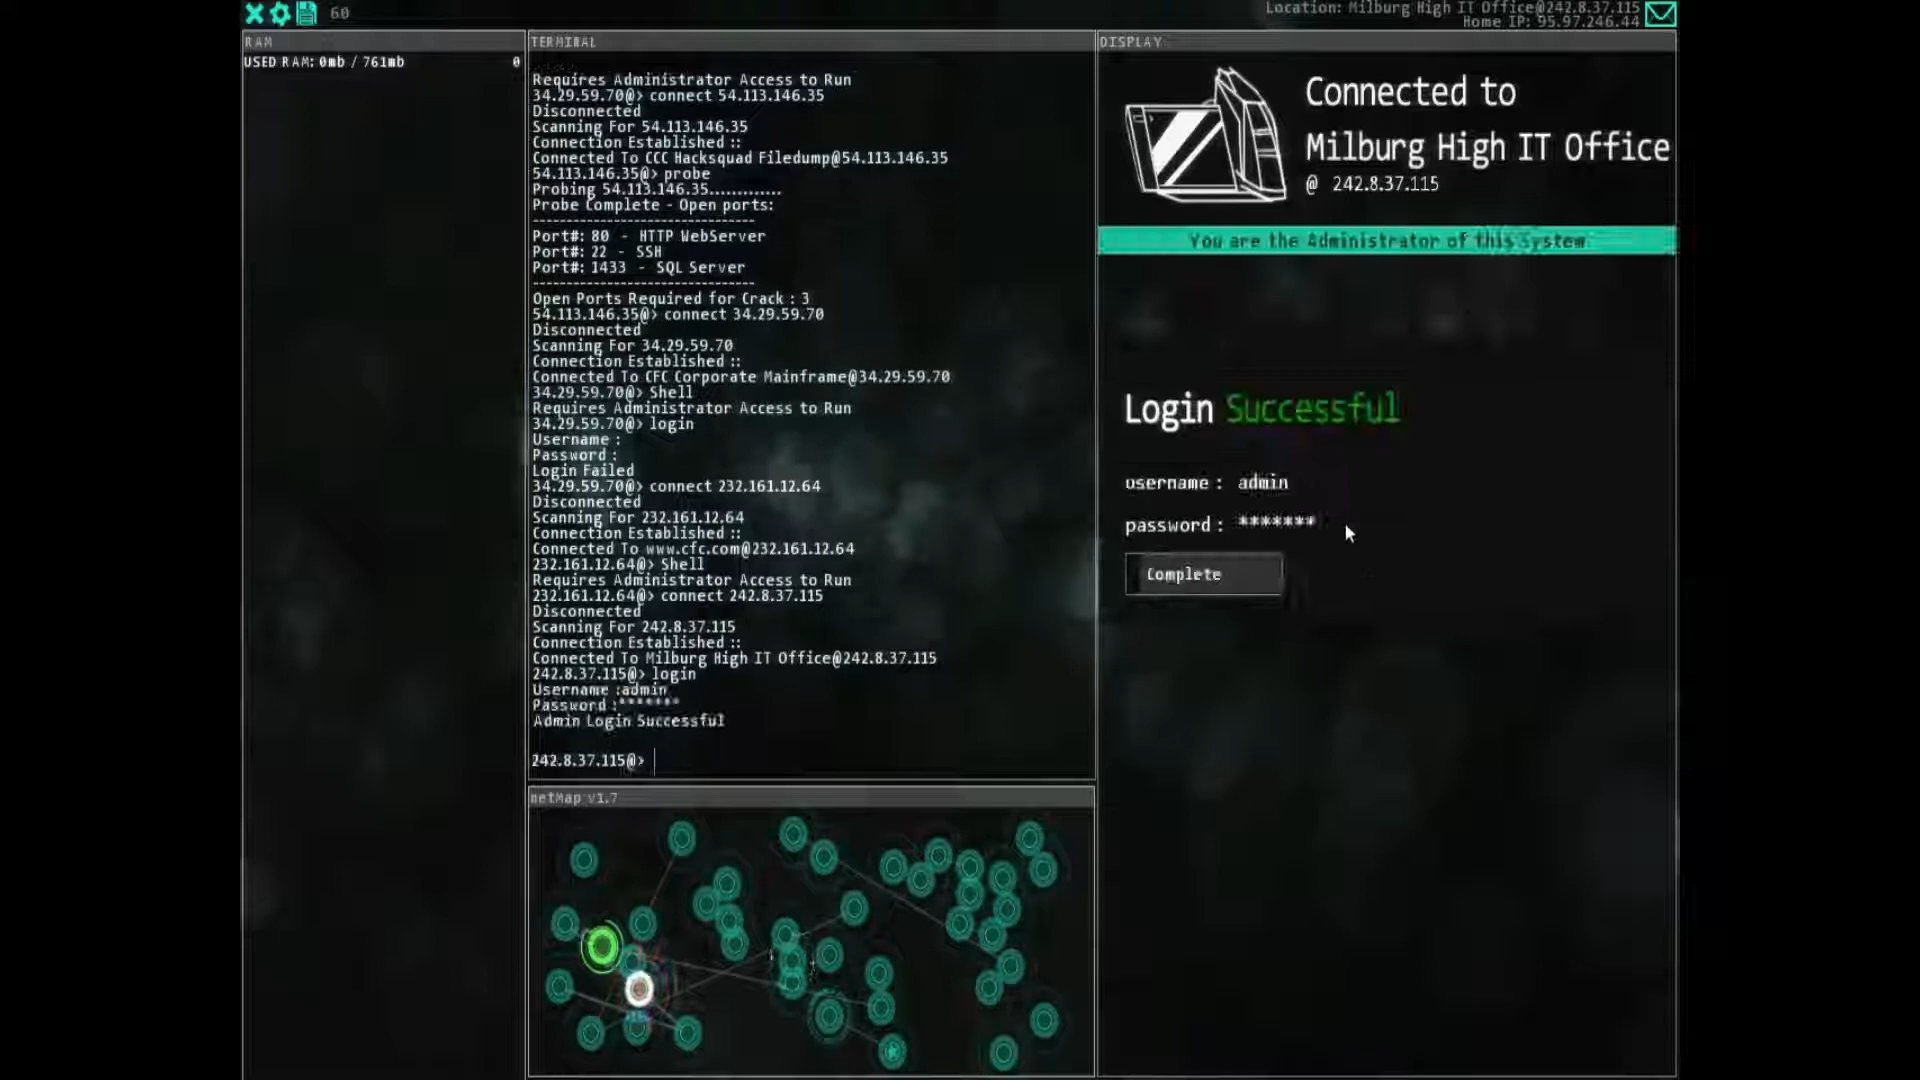 60
Location: Milburg High IT Office@242.8.37.115
Home IP: 95.97.246.44
RAM
USED RAM: 0mb / 761mb 0
TERMINAL
Requires Administrator Access to Run
34.29.59.70@> connect 54.113.146.35
Disconnected
Scanning For 54.113.146.35
Connection Established ::
Connected To CCC Hacksquad Filedump@54.113.146.35
54.113.146.35@> probe
Probing 54.113.146.35.............
Probe Complete - Open ports:
---------------------------------
Port#: 80 - HTTP WebServer
Port#: 22 - SSH
Port#: 1433 - SQL Server
---------------------------------
Open Ports Required for Crack : 3
54.113.146.35@> connect 34.29.59.70
Disconnected
Scanning For 34.29.59.70
Connection Established ::
Connected To CFC Corporate Mainframe@34.29.59.70
34.29.59.70@> Shell
Requires Administrator Access to Run
34.29.59.70@> login
Username :
Password :
Login Failed
34.29.59.70@> connect 232.161.12.64
Disconnected
Scanning For 232.161.12.64
Connection Established ::
Connected To www.cfc.com@232.161.12.64
232.161.12.64@> Shell
Requires Administrator Access to Run
232.161.12.64@> connect 242.8.37.115
Disconnected
Scanning For 242.8.37.115
Connection Established ::
Connected To Milburg High IT Office@242.8.37.115
242.8.37.115@> login
Username :admin
Password :*******
Admin Login Successful
242.8.37.115@>
netMap v1.7
DISPLAY
Connected to
Milburg High IT Office
@ 242.8.37.115
You are the Administrator of this System
Login Successful
username : admin
password : *******
Complete